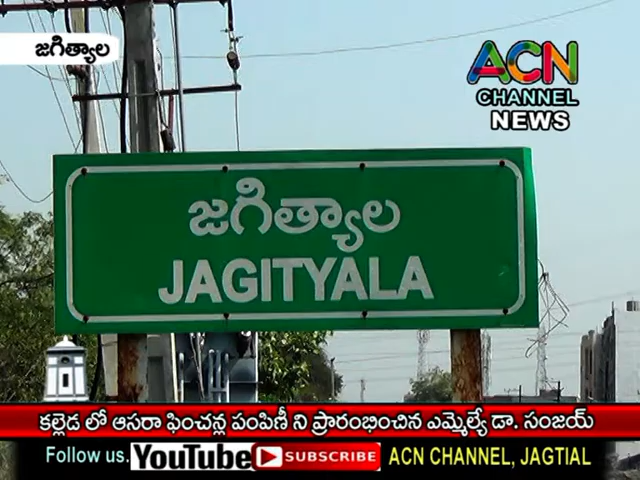 జగిత్యాల
ACN
CHANNEL
NEWS
జగిత్యాల
JAGITYALA
కల్లెడ లో ఆసరా ఫించన్ల పంపిణీ ని ప్రారంభించిన ఎమ్మెల్యే డా. సంజయ్
Follow us. YouTube SUBSCRIBE ACN CHANNEL, JAGTIAL